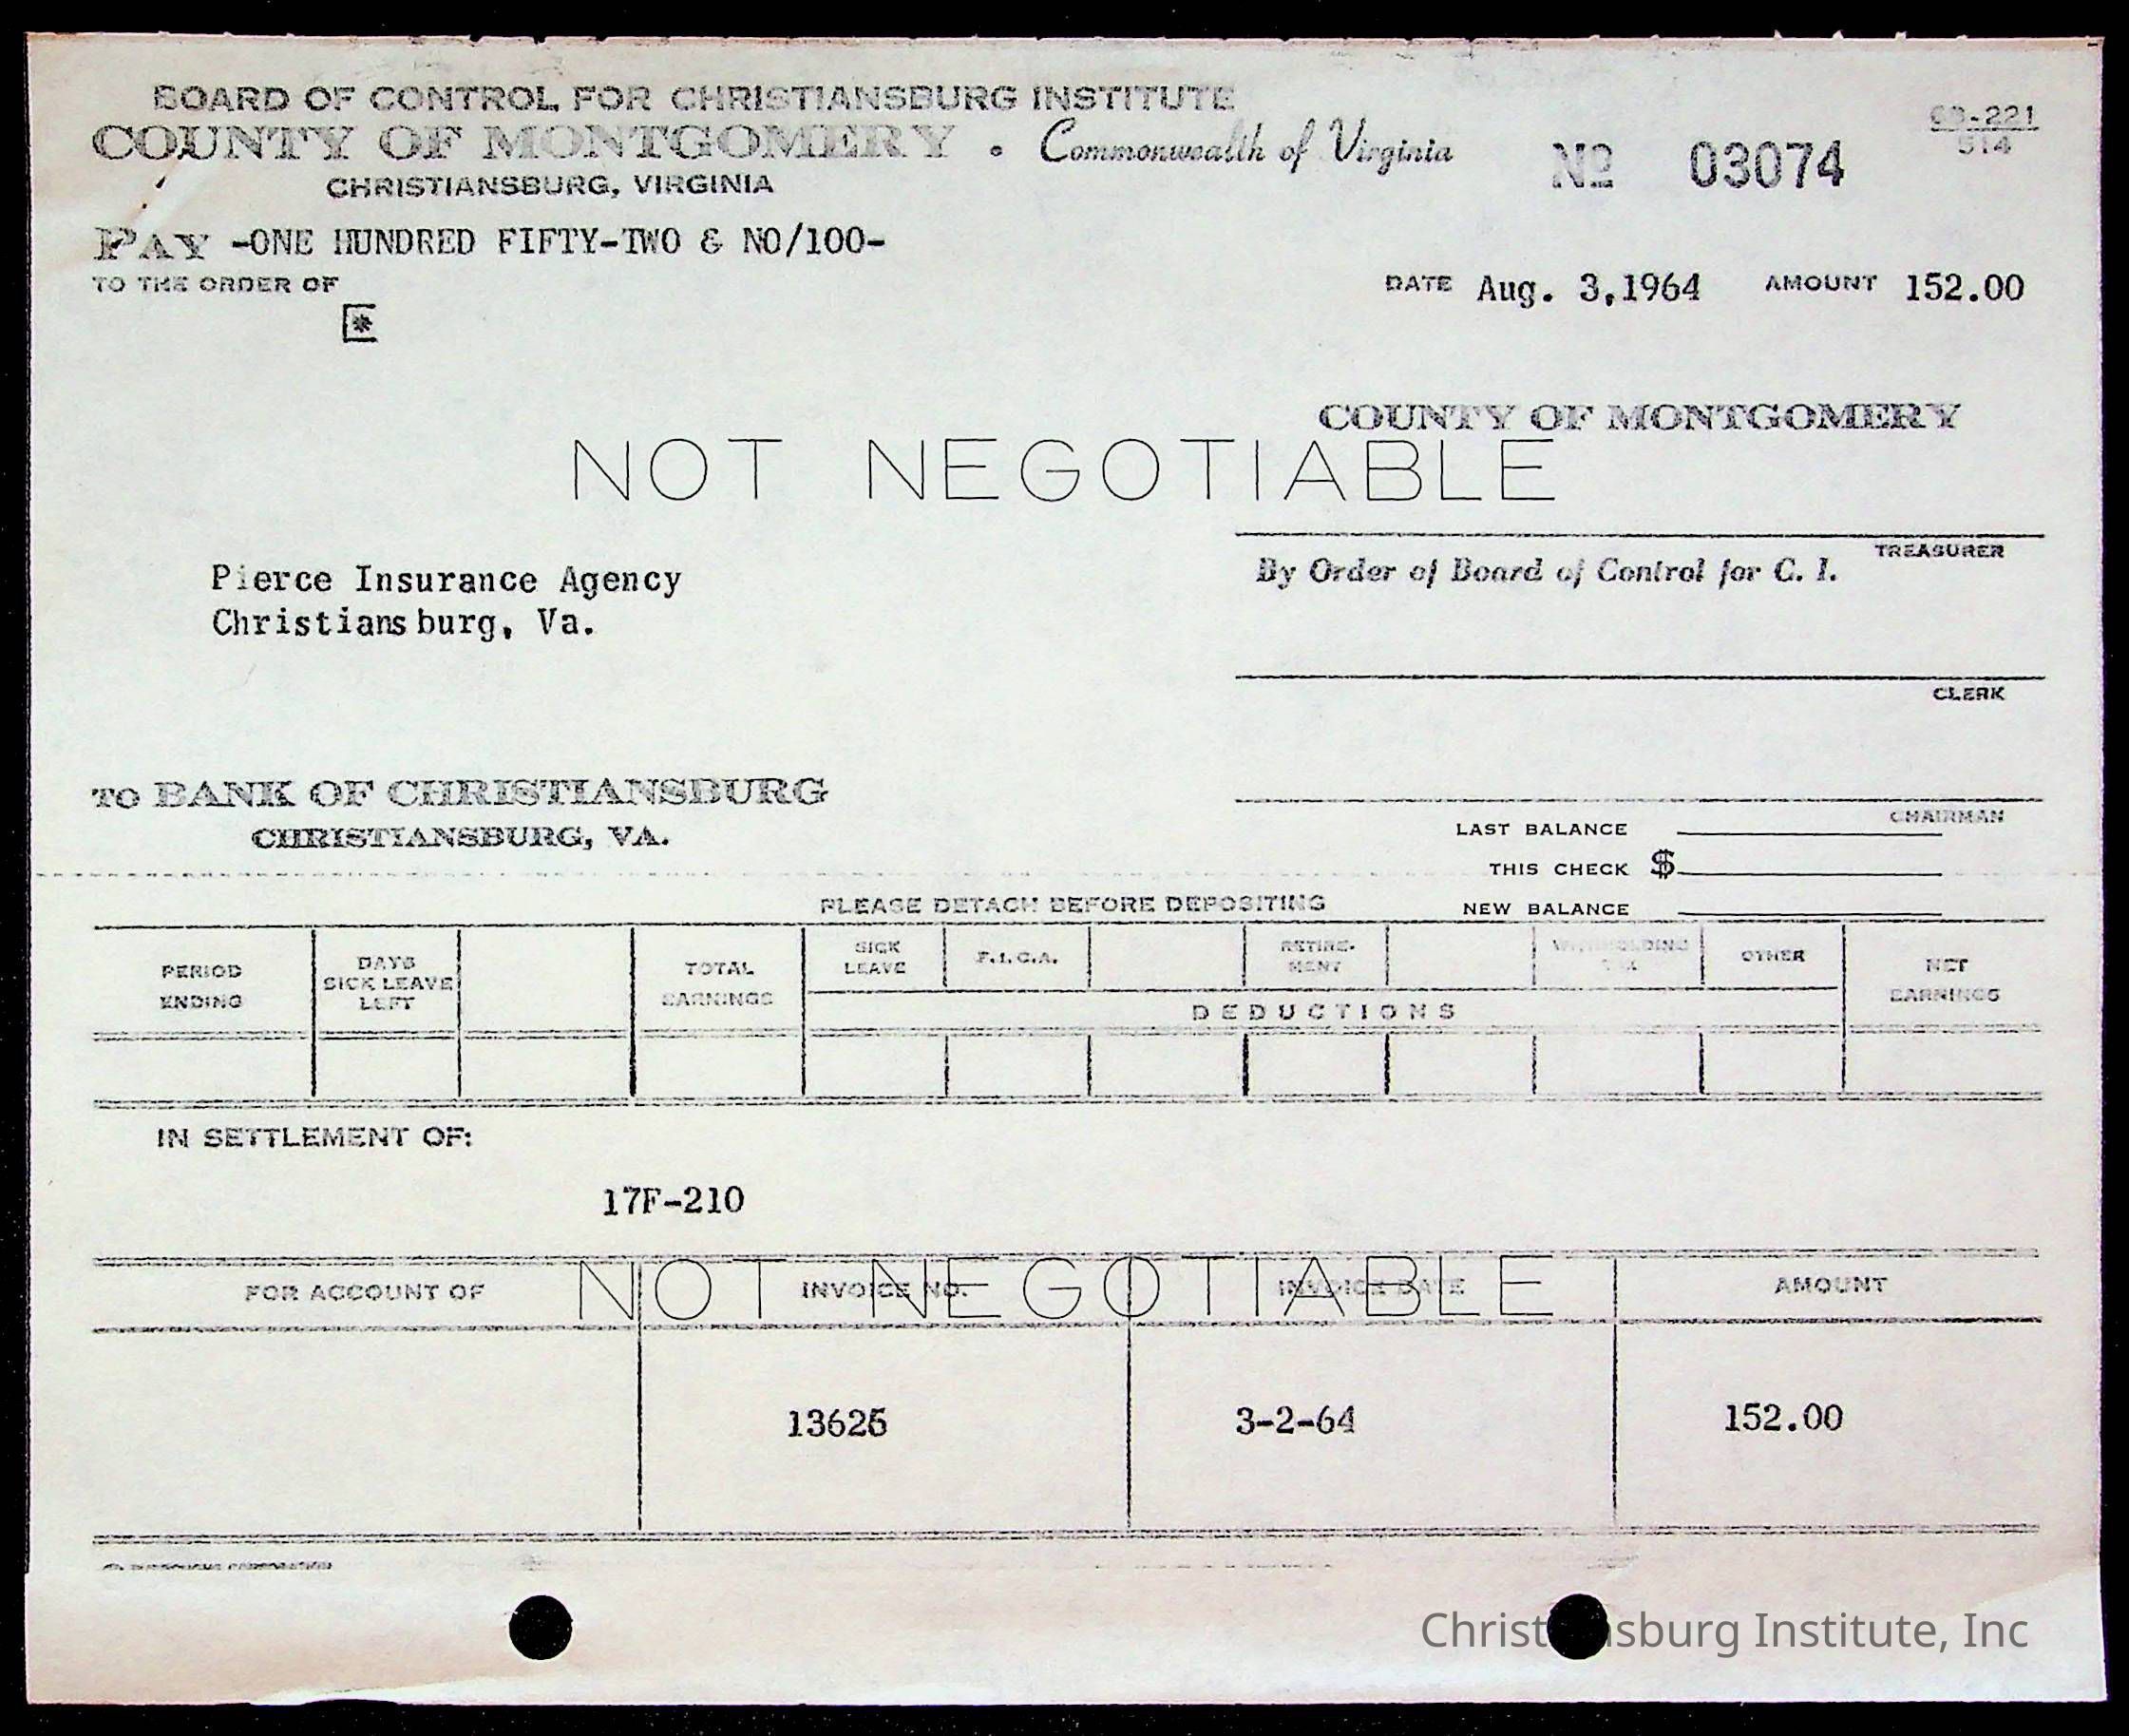 BOARD OF CONTROL FOR CHRISTIANSBURG INSTITUTE
COUNTY OF MONTGOMERY . Commonwealth of Virginia
CHRISTIANSBURG, VIRGINIA
No 03074
PAY -ONE HUNDRED FIFTY-TWO & NO/100-
TO THE ORDER OF
DATE Aug. 3,1964 AMOUNT 152.00
COUNTY OF MONTGOMERY
NOT NEGOTIABLE
TREASURER
Pierce Insurance Agency
Christiansburg, Va.
By Order of Board of Control for C. I.
CLERK
TO BANK OF CHRISTIANSBURG
CHRISTIANSBURG, VA.
CHAIRMAN
LAST BALANCE
THIS CHECK $
NEW BALANCE
PLEASE DETACH BEFORE DEPOSITING
PERIOD ENDING
DAYS SICK LEAVE LEFT
TOTAL EARNINGS
SICK LEAVE
F.I.C.A.
RETIRE-MENT
WITHHOLDING
OTHER
NET EARNINGS
DEDUCTIONS
IN SETTLEMENT OF:
17F-210
NOT NEGOTIABLE
FOR ACCOUNT OF INVOICE NO. INVOICE DATE AMOUNT
3-2-64 152.00
Christiansburg Institute, Inc